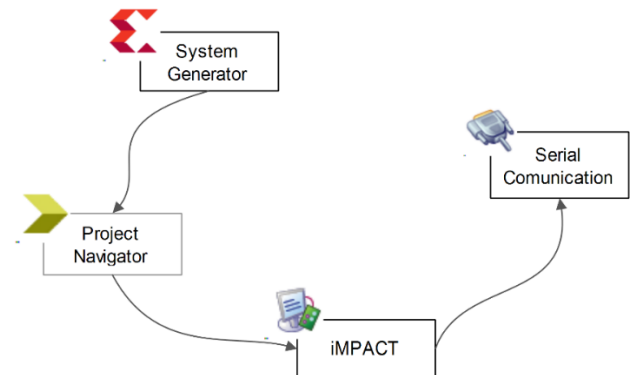 System
Generator
Serial
Comunication
Project
Navigator
iMPACT